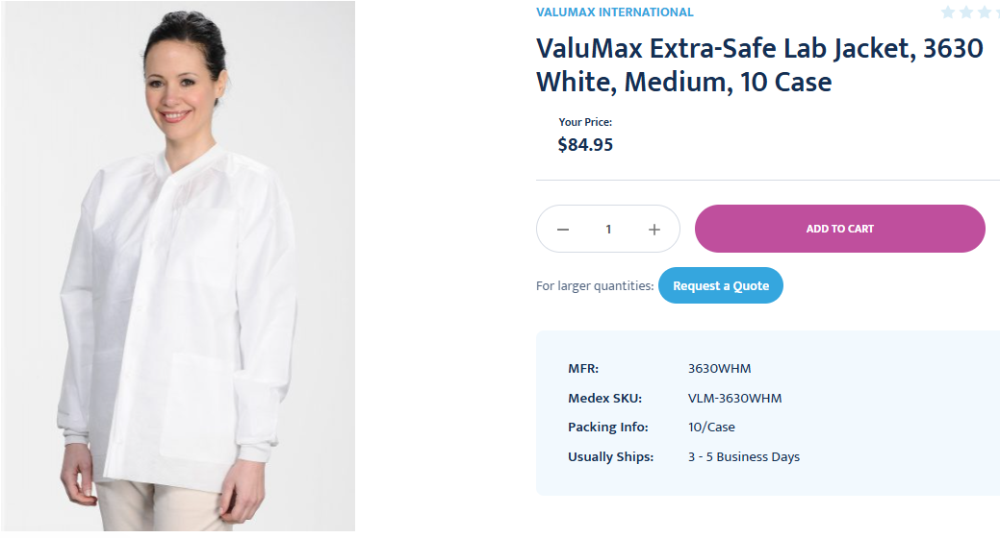 VALUMAX INTERNATIONAL
ValuMax Extra-Safe Lab Jacket, 3630
White, Medium, 10 Case
Your Price:
$84.95
1
ADD TO CART
For larger quantities: Request a Quote
MFR: 3630WHM
Medex SKU: VLM-3630WHM
Packing Info: 10/Case
Usually Ships: 3 - 5 Business Days